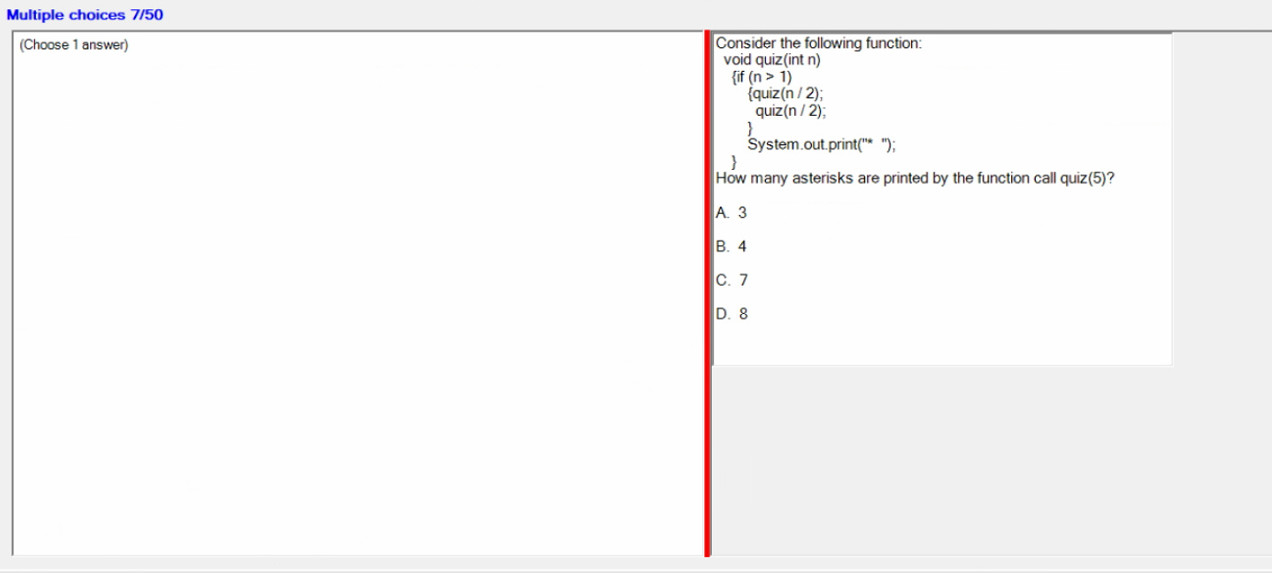 Multiple choices 7/50
(Choose 1 answer)
Consider the following function:
void quiz(int n)
{if (n > 1)
{quiz(n / 2);
quiz(n / 2);
}
System.out.print("*  ");
}
How many asterisks are printed by the function call quiz(5)?
A.  3
B.  4
C.  7
D.  8